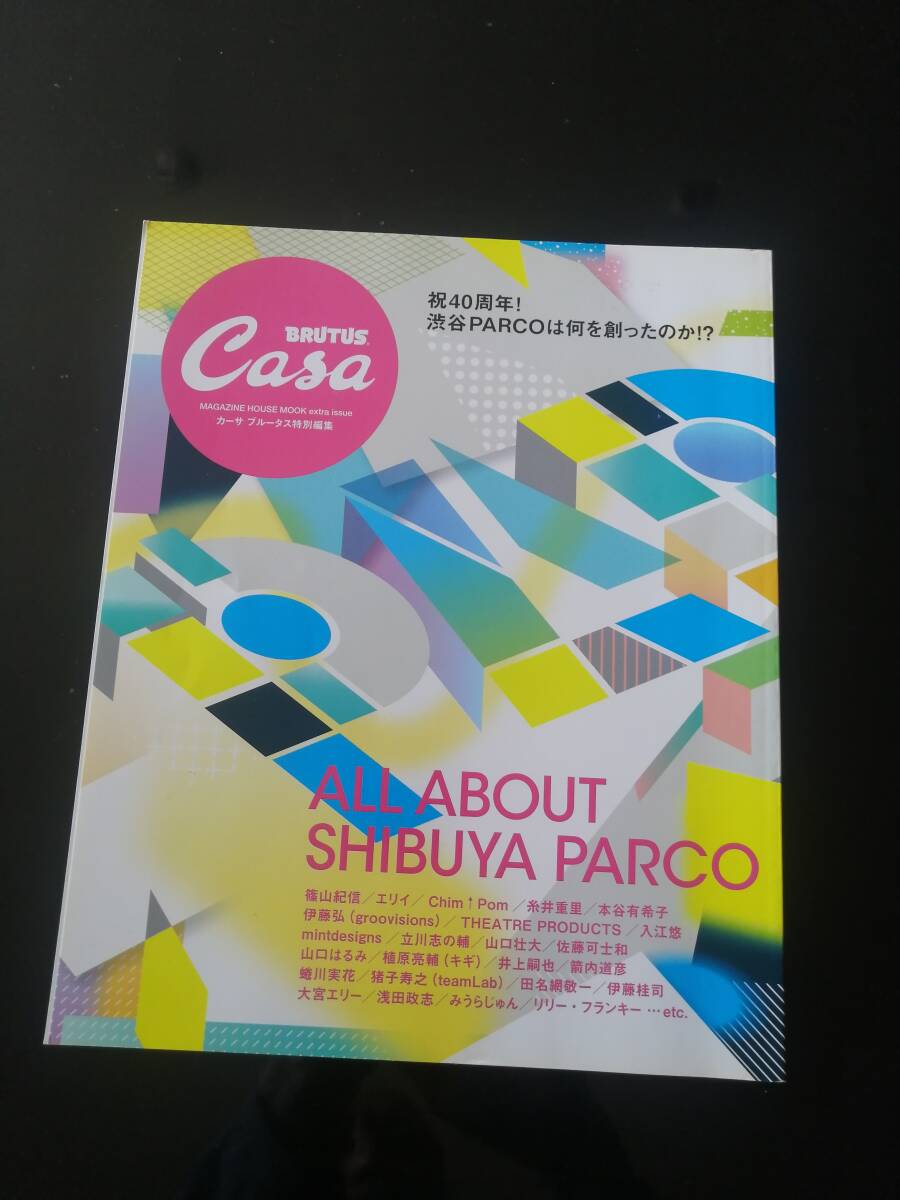 祝40周年!
渋谷PARCOは何を創ったのか!?
BRUTUS®
Casa
MAGAZINE HOUSE MOOK extra issue
カーサ ブルータス特別編集
ALL ABOUT
SHIBUYA PARCO
篠山紀信/エリイ/Chim↑Pom/糸井重里/本谷有希子
伊藤弘(groovisions)/THEATRE PRODUCTS/入江悠
mintdesigns/立川志の輔/山口壮大/佐藤可士和
山口はるみ/植原亮輔(キギ)/井上嗣也/箭内道彦
蜷川実花/猪子寿之(teamLab)/田名網敬一/伊藤桂司
大宮エリー/浅田政志/みうらじゅん/リリー・フランキー…etc.